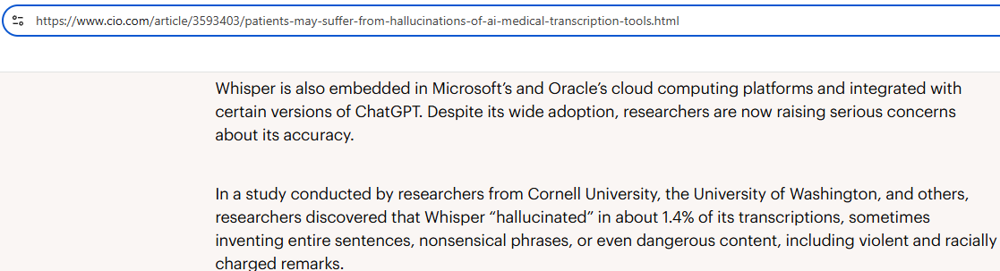 https://www.cio.com/article/3593403/patients-may-suffer-from-hallucinations-of-ai-medical-transcription-tools.html
Whisper is also embedded in Microsoft’s and Oracle’s cloud computing platforms and integrated with
certain versions of ChatGPT. Despite its wide adoption, researchers are now raising serious concerns
about its accuracy.
In a study conducted by researchers from Cornell University, the University of Washington, and others,
researchers discovered that Whisper “hallucinated” in about 1.4% of its transcriptions, sometimes
inventing entire sentences, nonsensical phrases, or even dangerous content, including violent and racially
charged remarks.